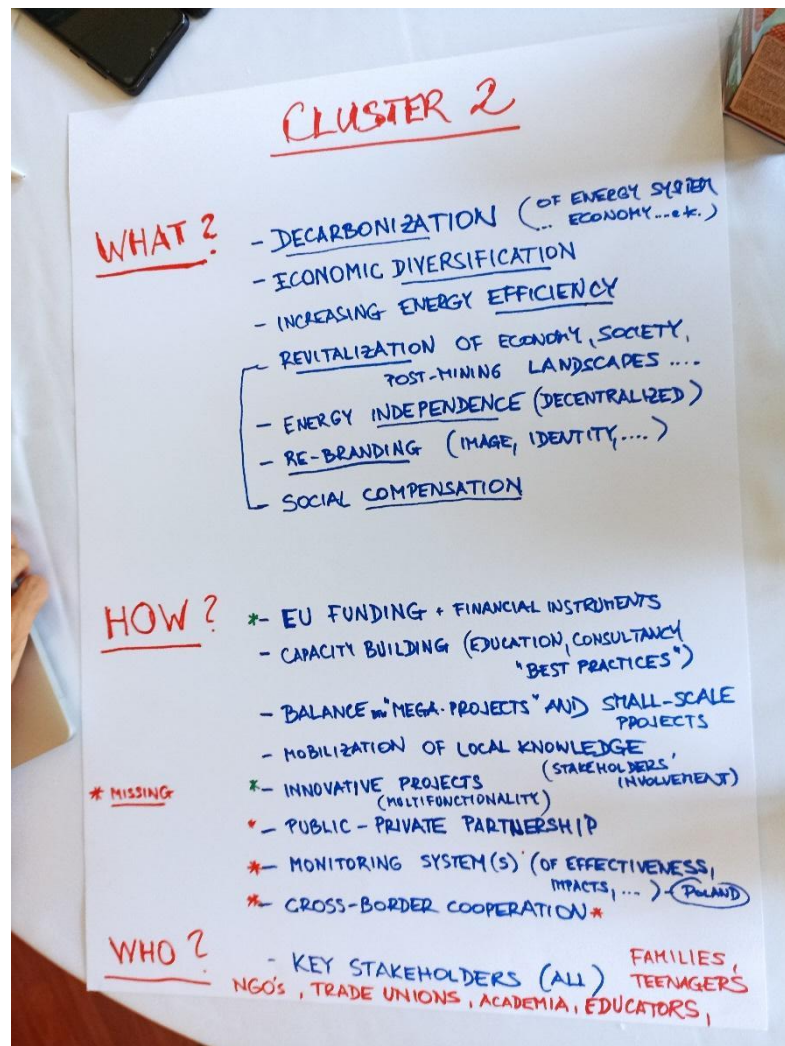 CLUSTER 2
WHAT? - DECARBONIZATION (OF ENERGY SYSTEM
... ECONOMY...etc.)
- ECONOMIC DIVERSIFICATION
- INCREASING ENERGY EFFICIENCY
- REVITALIZATION OF ECONOMY, SOCIETY,
POST-MINING LANDSCAPES ....
- ENERGY INDEPENDENCE (DECENTRALIZED)
- RE-BRANDING (IMAGE, IDENTITY,....)
- SOCIAL COMPENSATION
HOW? *- EU FUNDING + FINANCIAL INSTRUMENTS
- CAPACITY BUILDING (EDUCATION, CONSULTANCY
"BEST PRACTICES")
- BALANCE "MEGA-PROJECTS" AND SMALL-SCALE
PROJECTS
- MOBILIZATION OF LOCAL KNOWLEDGE
(STAKEHOLDERS' INVOLVEMENT)
* MISSING
*- INNOVATIVE PROJECTS
(MULTIFUNCTIONALITY)
*- PUBLIC-PRIVATE PARTNERSHIP
*- MONITORING SYSTEM(S) (OF EFFECTIVENESS,
IMPACTS, ...)-POLAND
*- CROSS-BORDER COOPERATION*
WHO? - KEY STAKEHOLDERS (ALL) FAMILIES,
TEENAGERS
NGO's, TRADE UNIONS, ACADEMIA, EDUCATORS,